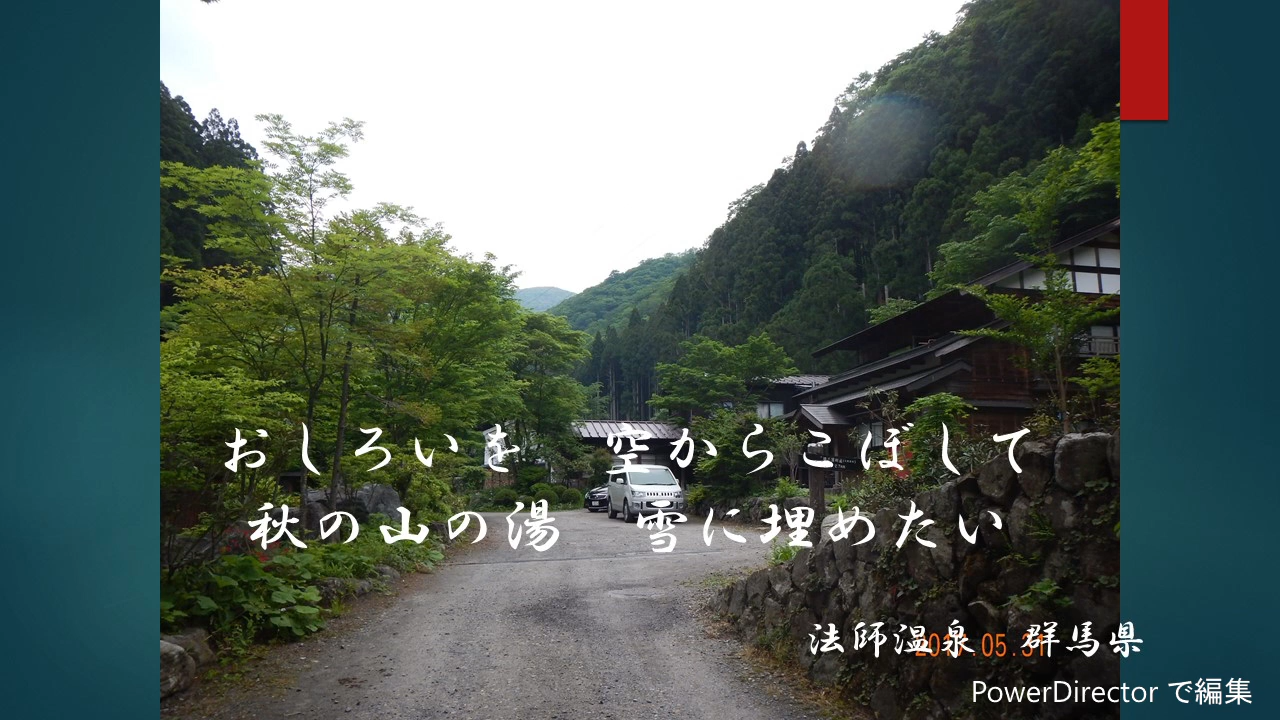 おしろいを 空からこぼして
秋の山の湯 雪に埋めたい
法師温泉 群馬県
PowerDirector で編集